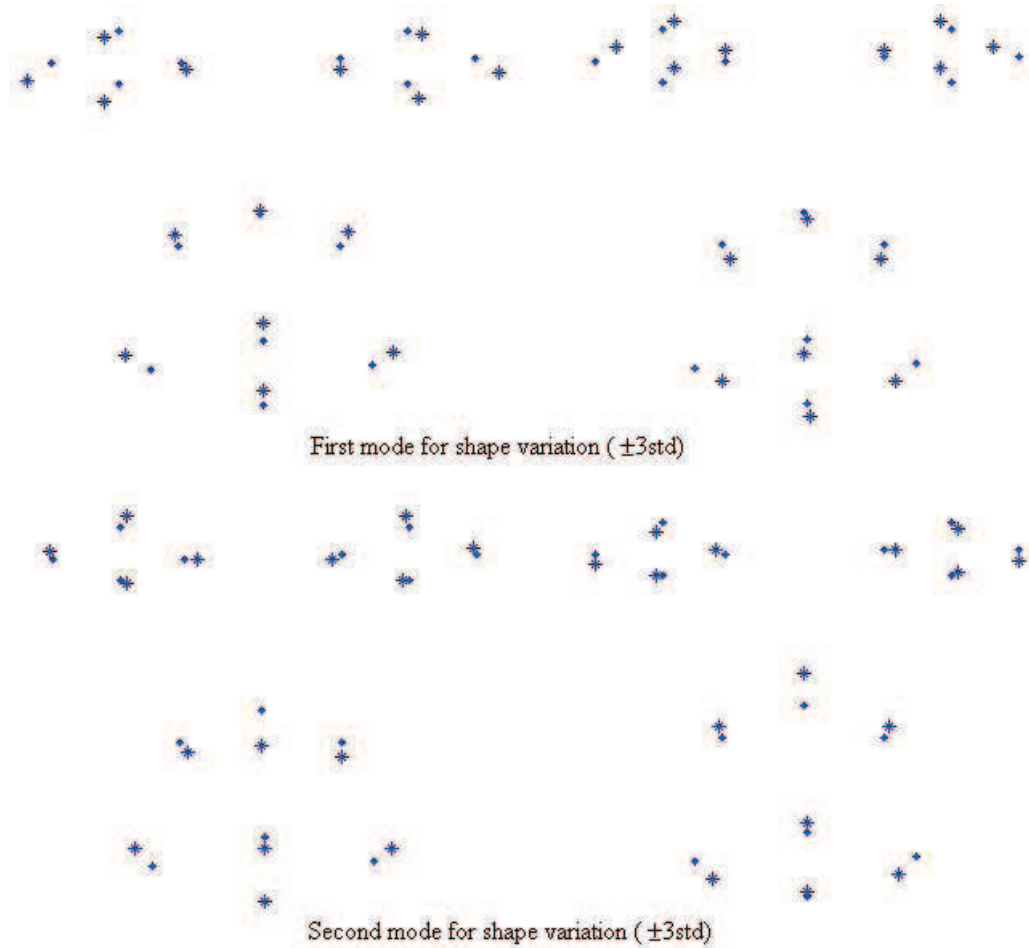 First mode for shape variation ( ±3std)
Second mode for shape variation ( ±3std)